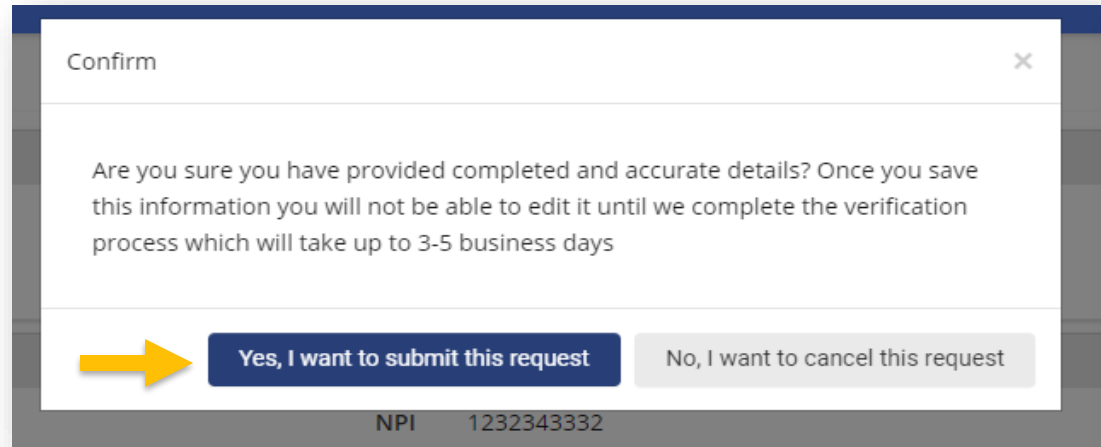 Confirm ×
Are you sure you have provided completed and accurate details? Once you save
this information you will not be able to edit it until we complete the verification
process which will take up to 3-5 business days
Yes, I want to submit this request No, I want to cancel this request
NPI 1232343332